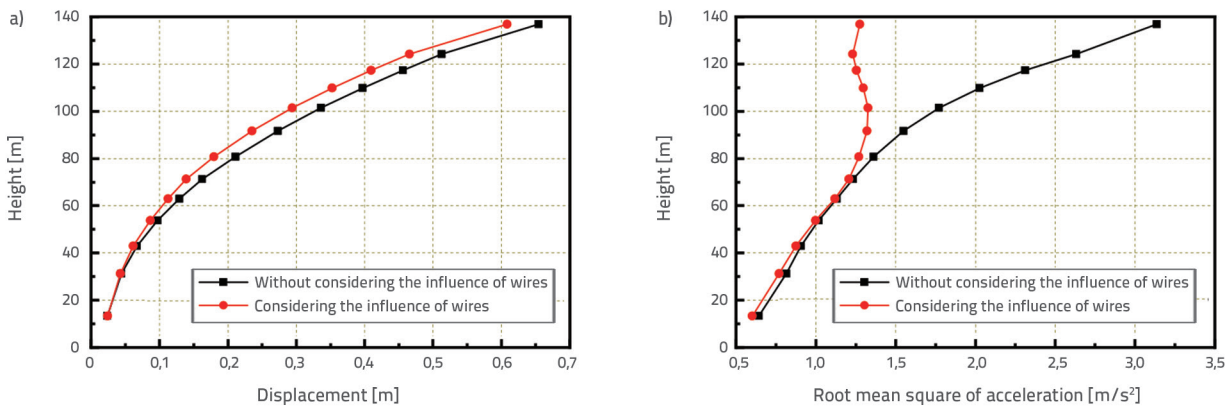 a)
140
120
100
80
60
40
20
0
Height [m]
Without considering the influence of wires
Considering the influence of wires
0 0,1 0,2 0,3 0,4 0,5 0,6 0,7
Displacement [m]
b)
140
120
100
80
60
40
20
0
Height [m]
Without considering the influence of wires
Considering the influence of wires
0,5 1,0 1,5 2,0 2,5 3,0 3,5
Root mean square of acceleration [m/s²]